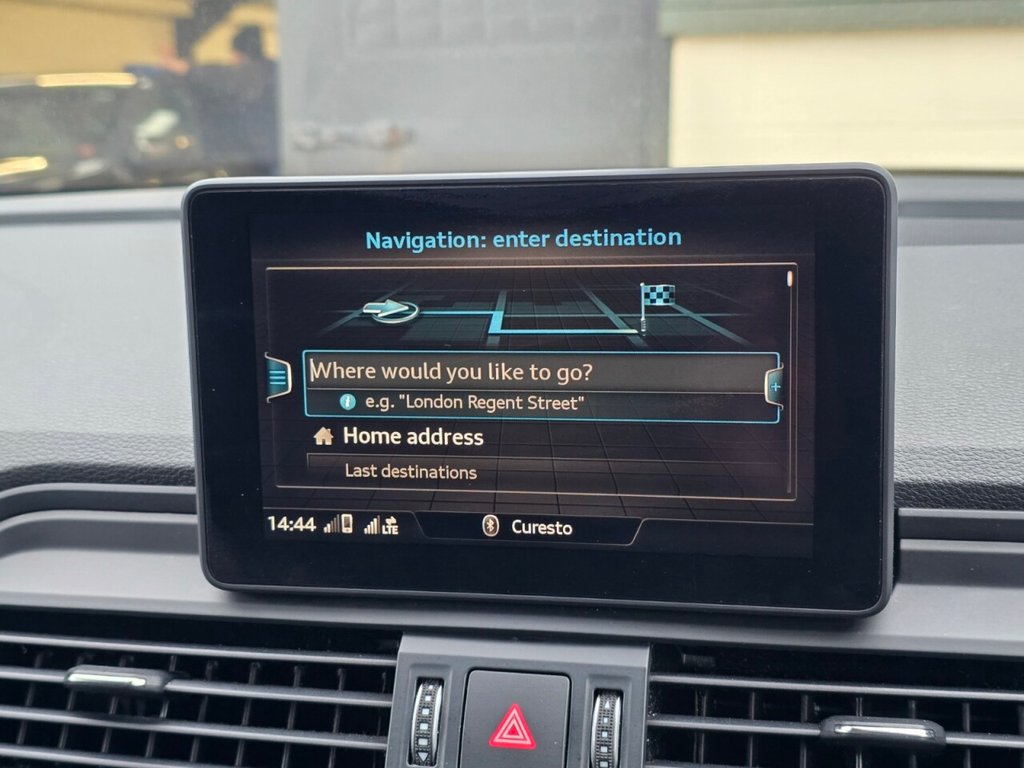 Navigation: enter destination
Where would you like to go?
e.g. "London Regent Street"
Home address
Last destinations
14:44 LTE Curesto